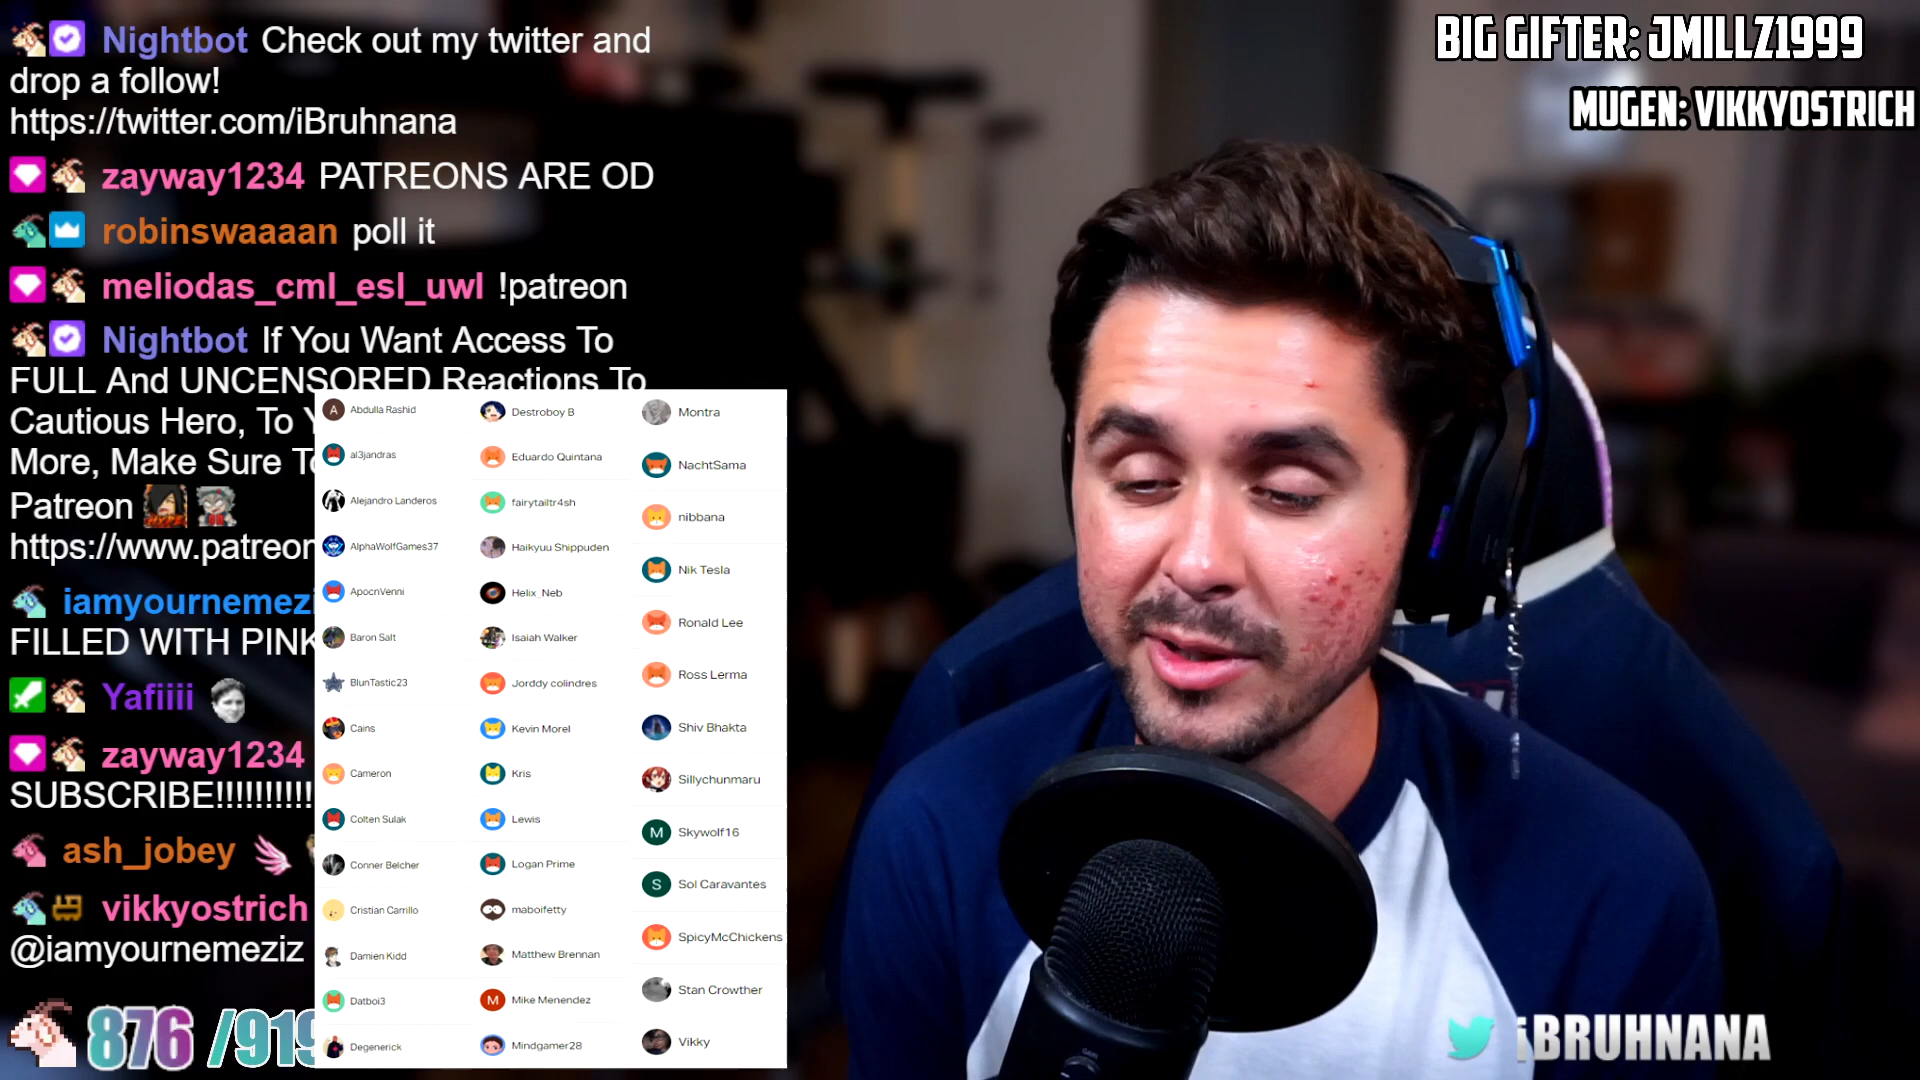 Nightbot Check out my twitter and
drop a follow!
https://twitter.com/iBruhnana
zayway1234 PATREONS ARE OD
robinswaaaan poll it
meliodas_cml_esl_uwl !patreon
Nightbot If You Want Access To
FULL And UNCENSORED Reactions To
Cautious Hero, To
More, Make Sure
Patreon
https://www.patreon
iamyournemezi
FILLED WITH PINK
Yafiiii
zayway1234
SUBSCRIBE!!!!!!!!!!
ash_jobey
vikkyostrich
@iamyournemeziz
876 /919
Abdulla Rashid
al3jandras
Alejandro Landeros
AlphaWolfGames37
ApocnVenni
Baron Salt
BlunTastic23
Cains
Cameron
Colten Sulak
Conner Belcher
Cristian Carrillo
Damien Kidd
Datboi3
Degenerick
Destroboy B
Eduardo Quintana
fairytailtr4sh
Haikyuu Shippuden
Helix_Neb
Isaiah Walker
Jorddy colindres
Kevin Morel
Kris
Lewis
Logan Prime
maboifetty
Matthew Brennan
Mike Menendez
Mindgamer28
Montra
NachtSama
nibbana
Nik Tesla
Ronald Lee
Ross Lerma
Shiv Bhakta
Sillychunmaru
Skywolf16
Sol Caravantes
SpicyMcChickens
Stan Crowther
Vikky
A
M
M
S
BIG GIFTER: JMILLZ1999
MUGEN: VIKKYOSTRICH
iBRUHNANA